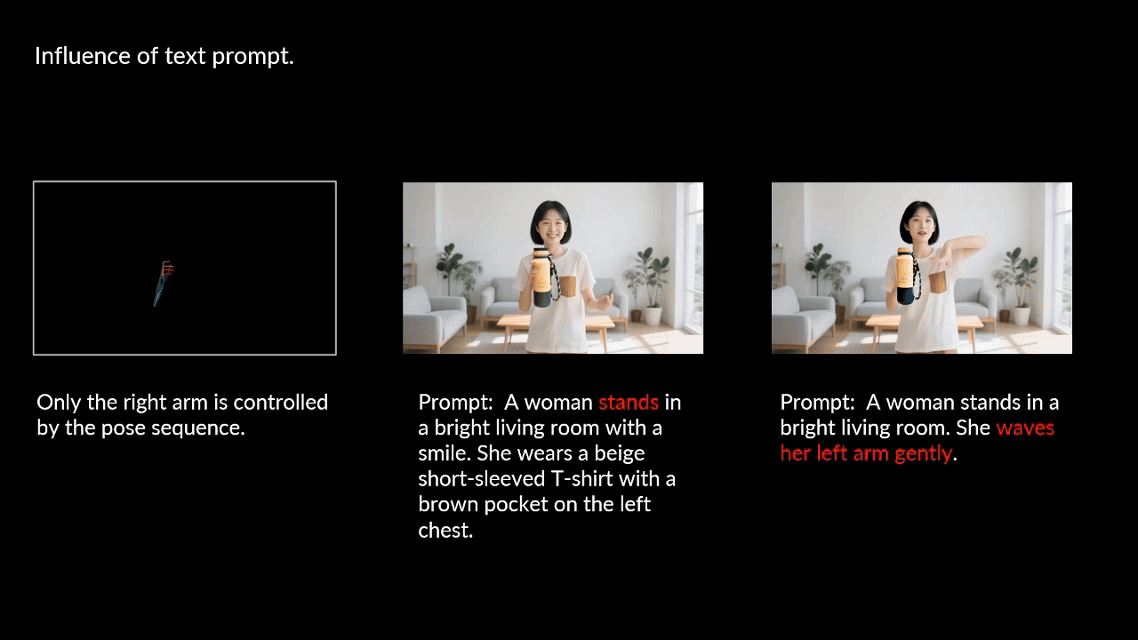 Influence of text prompt.
Only the right arm is controlled
by the pose sequence.
Prompt:  A woman stands in
a bright living room with a
smile. She wears a beige
short-sleeved T-shirt with a
brown pocket on the left
chest.
Prompt:  A woman stands in a
bright living room. She waves
her left arm gently.